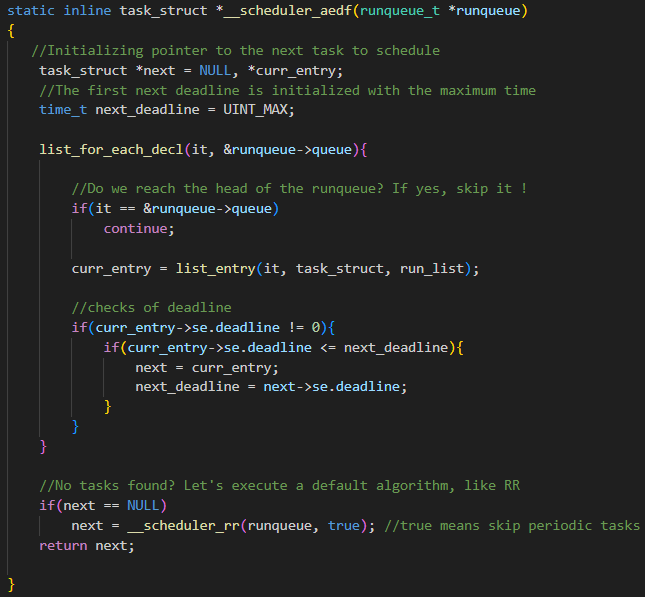 static inline task_struct *__scheduler_aedf(runqueue_t *runqueue)
{
//Initializing pointer to the next task to schedule
task_struct *next = NULL, *curr_entry;
//The first next deadline is initialized with the maximum time
time_t next_deadline = UINT_MAX;
list_for_each_decl(it, &runqueue->queue){
//Do we reach the head of the runqueue? If yes, skip it !
if(it == &runqueue->queue)
continue;
curr_entry = list_entry(it, task_struct, run_list);
//checks of deadline
if(curr_entry->se.deadline != 0){
if(curr_entry->se.deadline <= next_deadline){
next = curr_entry;
next_deadline = next->se.deadline;
}
}
}
//No tasks found? Let's execute a default algorithm, like RR
if(next == NULL)
next = __scheduler_rr(runqueue, true); //true means skip periodic tasks
return next;
}